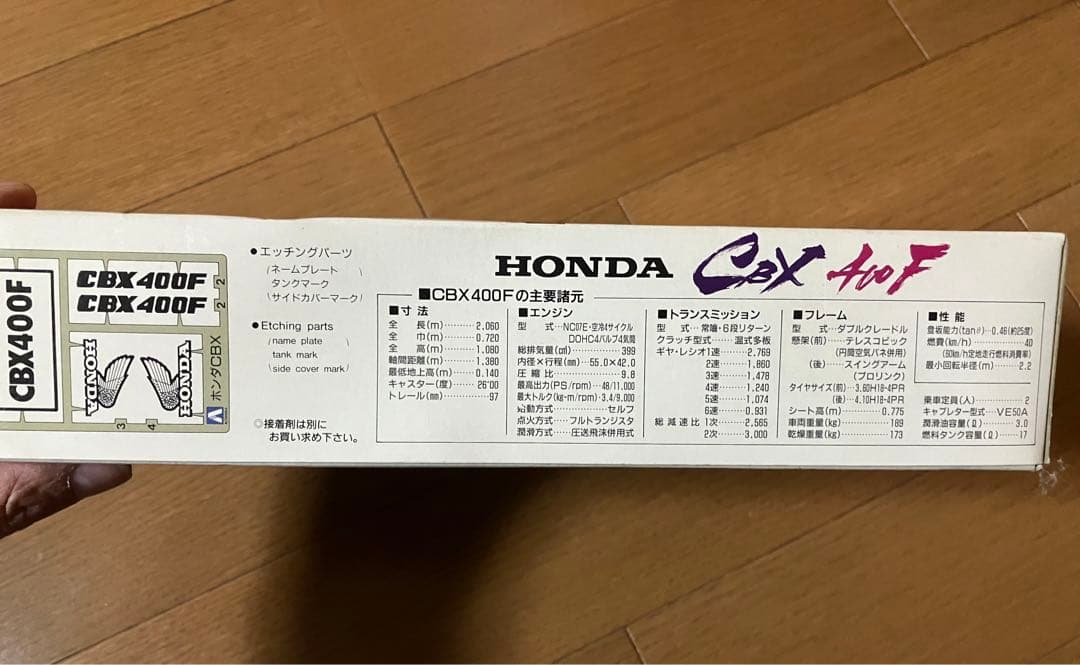 CBX400F
CBX400F 2
CBX400F 2
HONDA
HONDA
3
4
ホンダCBX
●エッチングパーツ
(ネームプレート
タンクマーク
サイドカバーマーク)
●Etching parts
(name plate
tank mark
side cover mark)
◎接着剤は別に
お買い求め下さい。
HONDA CBX 400F
■CBX400Fの主要諸元
■寸 法
全 長(m)………2,060
全 巾(m)………0.720
全 高(m)………1,080
軸間距離(m)………1,380
最低地上高(m)……0.140
キャスター(度)……26°00
トレール(㎜)………97
■エンジン
型 式…NC07E・空冷4サイクル
DOHC4バルブ4気筒
総排気量(㎤)………399
内径×行程(㎜)…55.0×42.0
圧縮比………9.8
最高出力(PS/rpm)…48/11,000
最大トルク(kg-m/rpm)…3.4/9,000
始動方式………セルフ
点火方式…フルトランジスタ
潤滑方式…圧送飛沫併用式
■トランスミッション
型 式…常噛・6段リターン
クラッチ型式……湿式多板
ギヤ・レシオ1速………2,769
2速………1,860
3速………1,478
4速………1,240
5速………1,074
6速………0.931
総減速比 1次………2,565
2次………3,000
■フレーム
型 式…ダブルクレードル
懸架(前)……テレスコピック
(円筒空気バネ併用)
(後)……スイングアーム
(プロリンク)
タイヤサイズ(前)…3.60H18-4PR
(後)…4.10H18-4PR
シート高(m)………0.775
車両重量(kg)………189
乾燥重量(kg)………173
■性 能
登坂能力(tanθ)…0.46(約25度)
燃費(km/h)………40
(60km/h定地走行燃料消費率)
最小回転半径(m)………2.2
乗車定員(人)………2
キャブレター型式…VE50A
潤滑油容量(ℓ)………3.0
燃料タンク容量(ℓ)……17